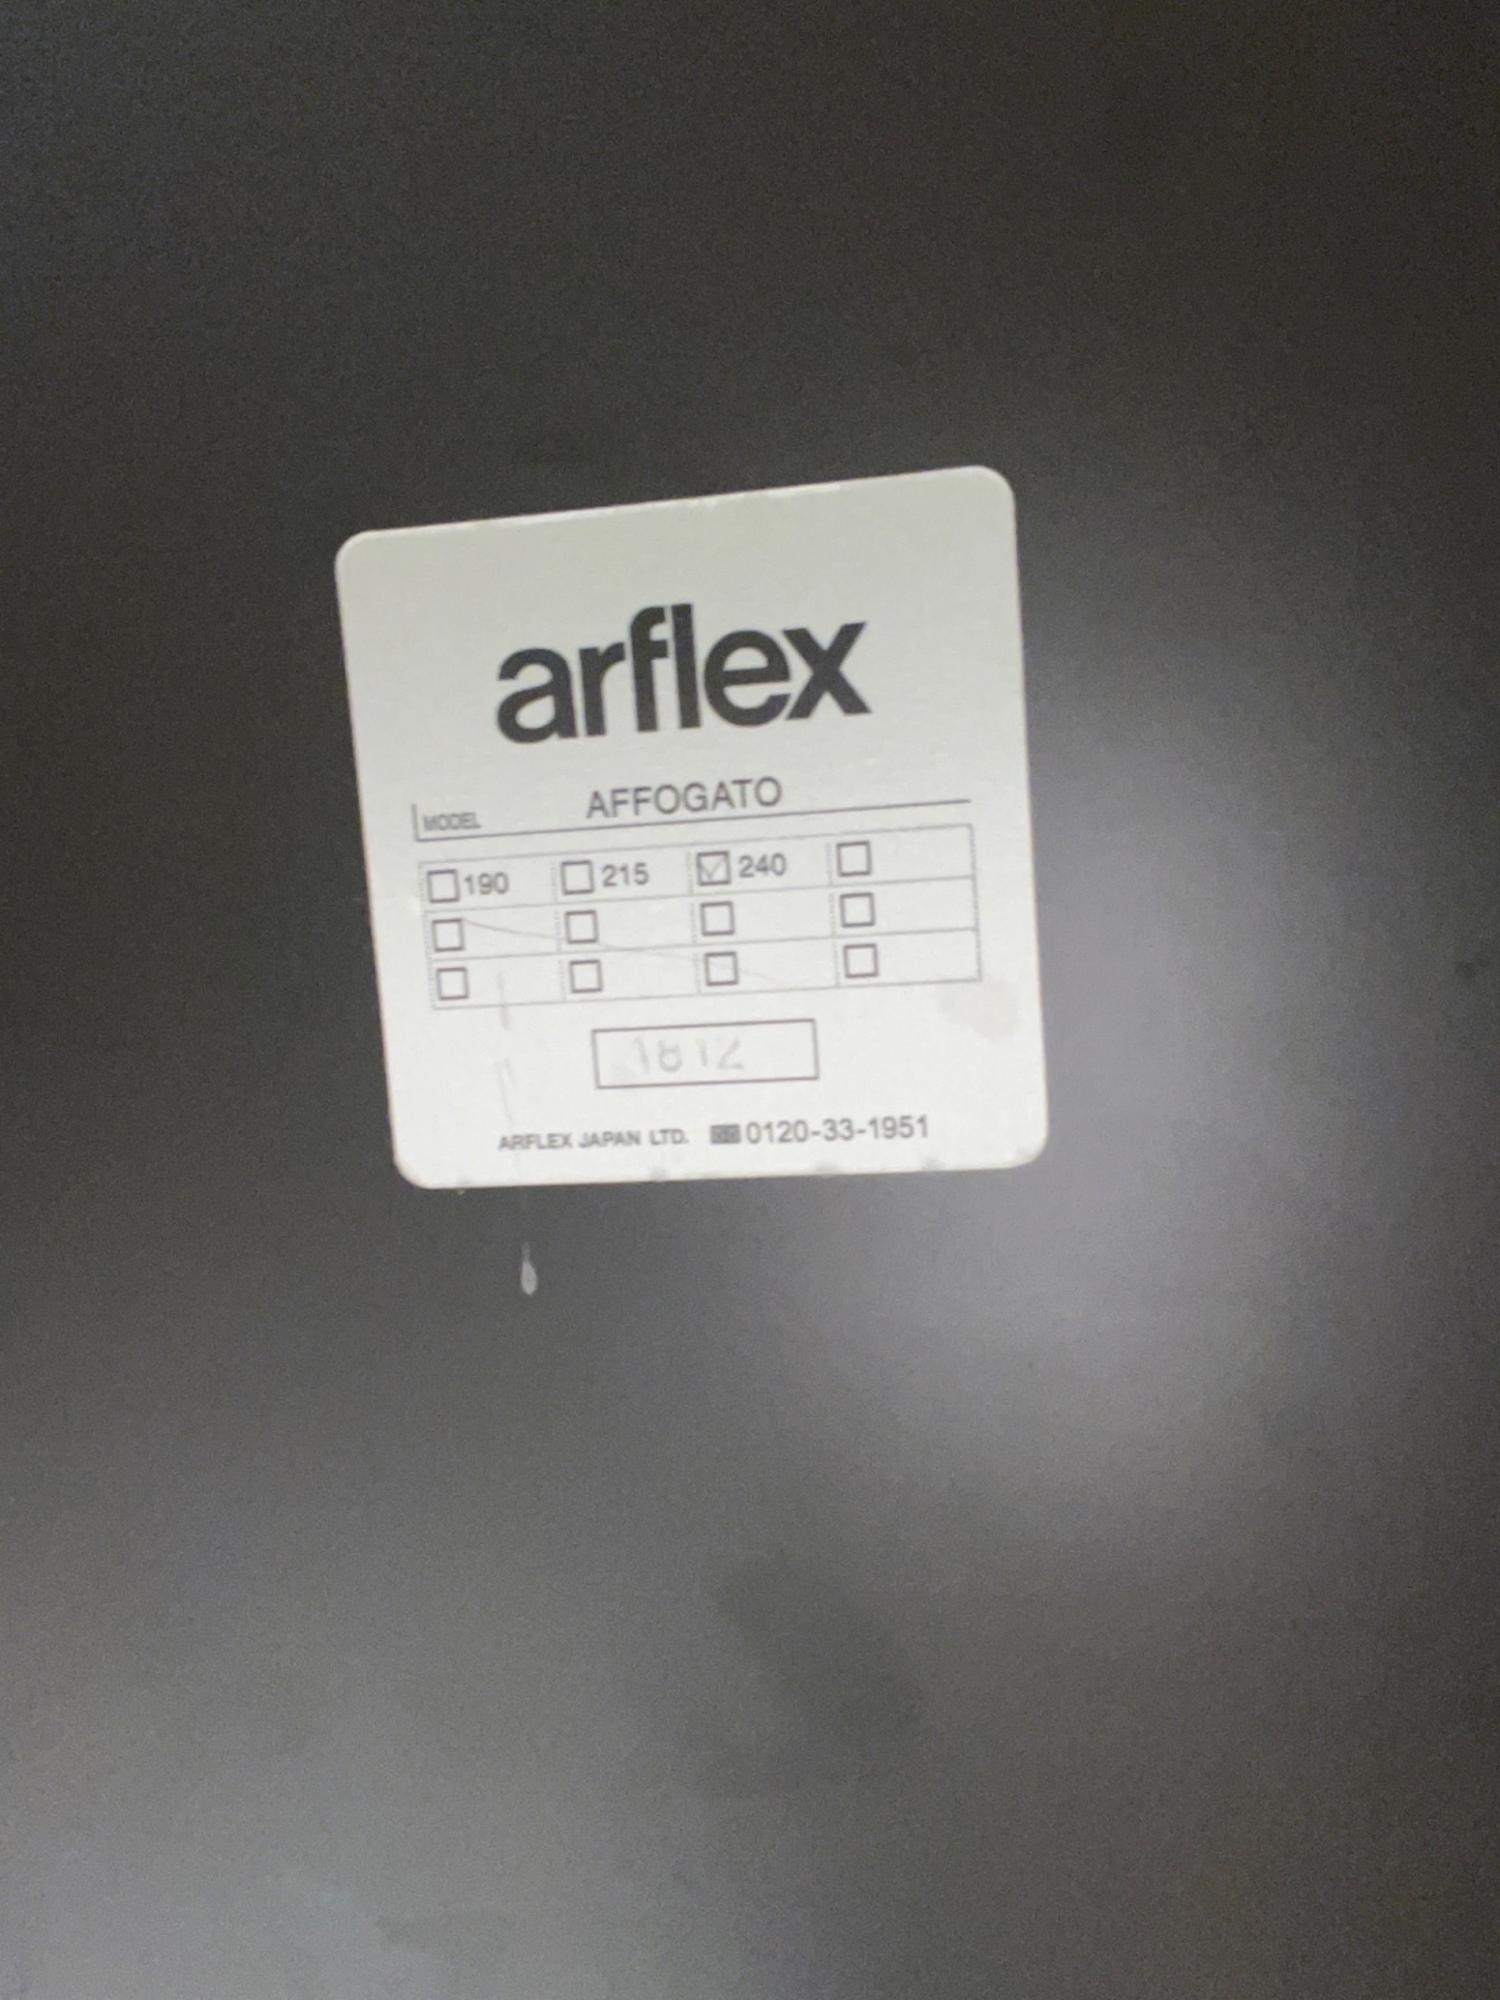 arflex
MODEL AFFOGATO
190 215 240
1812
ARFLEX JAPAN LTD. 0120-33-1951